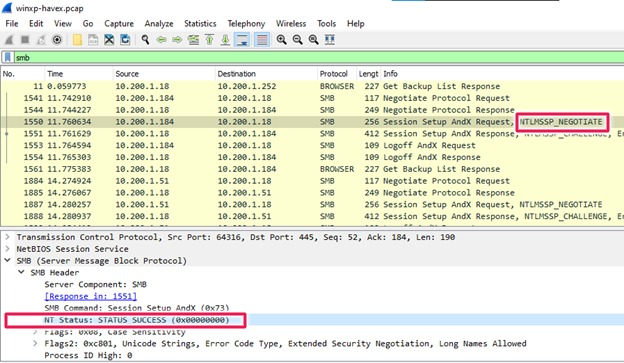 winxp-havex.pcap
File Edit View Go Capture Analyze Statistics Telephony Wireless Tools Help
smb
No. Time Source Destination Protocol Lengt Info
11 0.059773 10.200.1.18 10.200.1.252 BROWSER 227 Get Backup List Response
1541 11.742910 10.200.1.184 10.200.1.18 SMB 117 Negotiate Protocol Request
1544 11.744227 10.200.1.18 10.200.1.184 SMB 249 Negotiate Protocol Response
1550 11.760634 10.200.1.184 10.200.1.18 SMB 256 Session Setup AndX Request, NTLMSSP_NEGOTIATE
1551 11.761629 10.200.1.18 10.200.1.184 SMB 412 Session Setup AndX Response, NTLMSSP_CHALLENGE, E
1553 11.764594 10.200.1.184 10.200.1.18 SMB 109 Logoff AndX Request
1554 11.765303 10.200.1.18 10.200.1.184 SMB 109 Logoff AndX Response
1561 11.775383 10.200.1.18 10.200.1.184 BROWSER 227 Get Backup List Response
1884 14.274924 10.200.1.51 10.200.1.18 SMB 117 Negotiate Protocol Request
1885 14.276067 10.200.1.18 10.200.1.51 SMB 249 Negotiate Protocol Response
1887 14.280257 10.200.1.51 10.200.1.18 SMB 256 Session Setup AndX Request, NTLMSSP_NEGOTIATE
1888 14.280937 10.200.1.18 10.200.1.51 SMB 412 Session Setup AndX Response, NTLMSSP_CHALLENGE, Er
Transmission Control Protocol, Src Port: 64316, Dst Port: 445, Seq: 52, Ack: 184, Len: 190
NetBIOS Session Service
SMB (Server Message Block Protocol)
SMB Header
Server Component: SMB
[Response in: 1551]
SMB Command: Session Setup AndX (0x73)
NT Status: STATUS SUCCESS (0x00000000)
Flags: 0x08, Case Sensitivity
Flags2: 0xc801, Unicode Strings, Error Code Type, Extended Security Negotiation, Long Names Allowed
Process ID High: 0